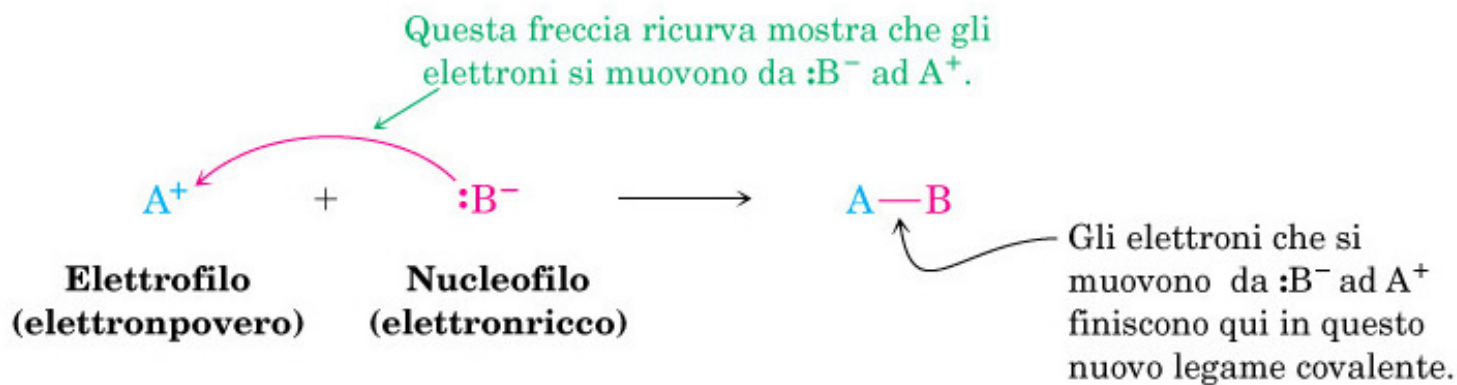 Questa freccia ricurva mostra che gli
elettroni si muovono da :B⁻ ad A⁺.
A⁺ + :B⁻ ⟶ A—B
Elettrofilo
(elettronpovero)
Nucleofilo
(elettronricco)
Gli elettroni che si
muovono da :B⁻ ad A⁺
finiscono qui in questo
nuovo legame covalente.